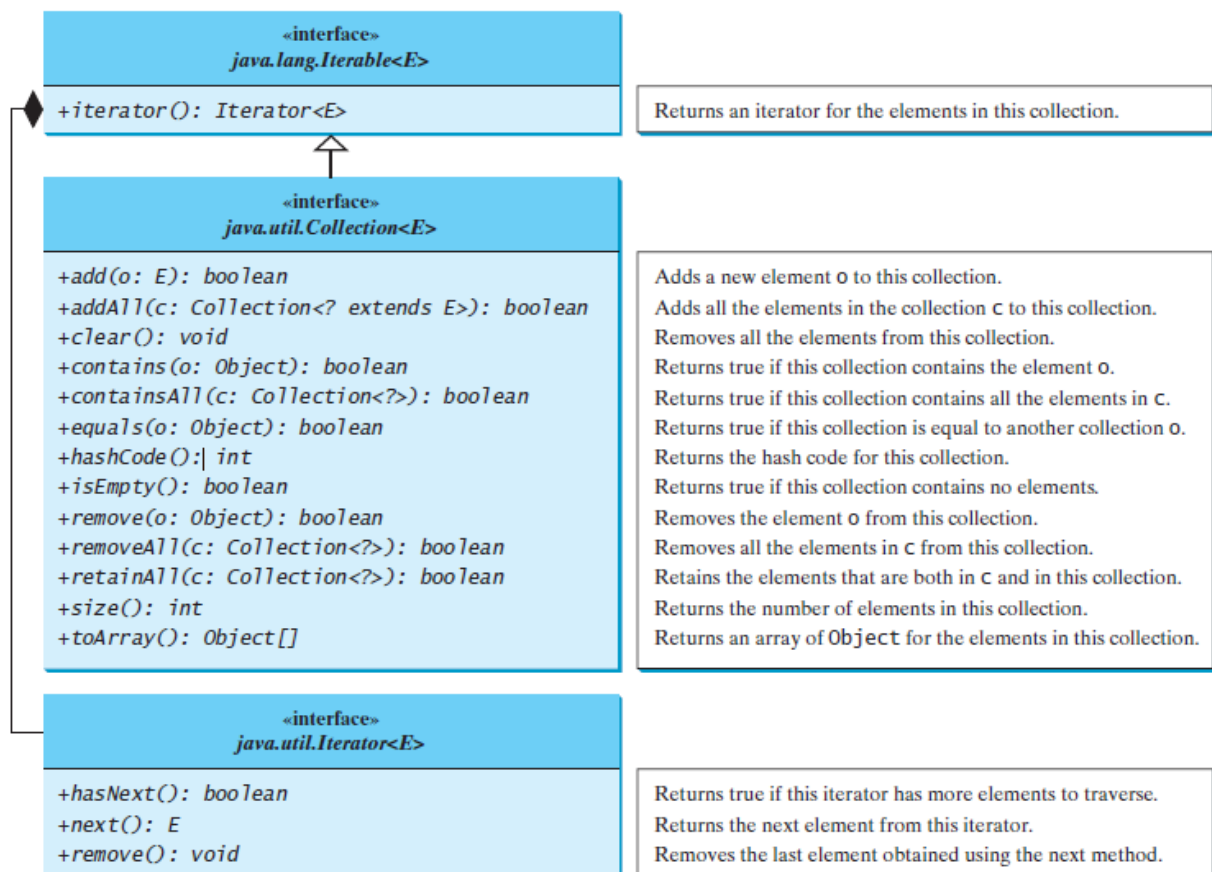 «interface»
java.lang.Iterable<E>
+iterator(): Iterator<E>
Returns an iterator for the elements in this collection.
«interface»
java.util.Collection<E>
+add(o: E): boolean
Adds a new element o to this collection.
+addAll(c: Collection<? extends E>): boolean
Adds all the elements in the collection c to this collection.
+clear(): void
Removes all the elements from this collection.
+contains(o: Object): boolean
Returns true if this collection contains the element o.
+containsAll(c: Collection<?>): boolean
Returns true if this collection contains all the elements in c.
+equals(o: Object): boolean
Returns true if this collection is equal to another collection o.
+hashCode(): int
Returns the hash code for this collection.
+isEmpty(): boolean
Returns true if this collection contains no elements.
+remove(o: Object): boolean
Removes the element o from this collection.
+removeAll(c: Collection<?>): boolean
Removes all the elements in c from this collection.
+retainAll(c: Collection<?>): boolean
Retains the elements that are both in c and in this collection.
+size(): int
Returns the number of elements in this collection.
+toArray(): Object[]
Returns an array of Object for the elements in this collection.
«interface»
java.util.Iterator<E>
+hasNext(): boolean
Returns true if this iterator has more elements to traverse.
+next(): E
Returns the next element from this iterator.
+remove(): void
Removes the last element obtained using the next method.